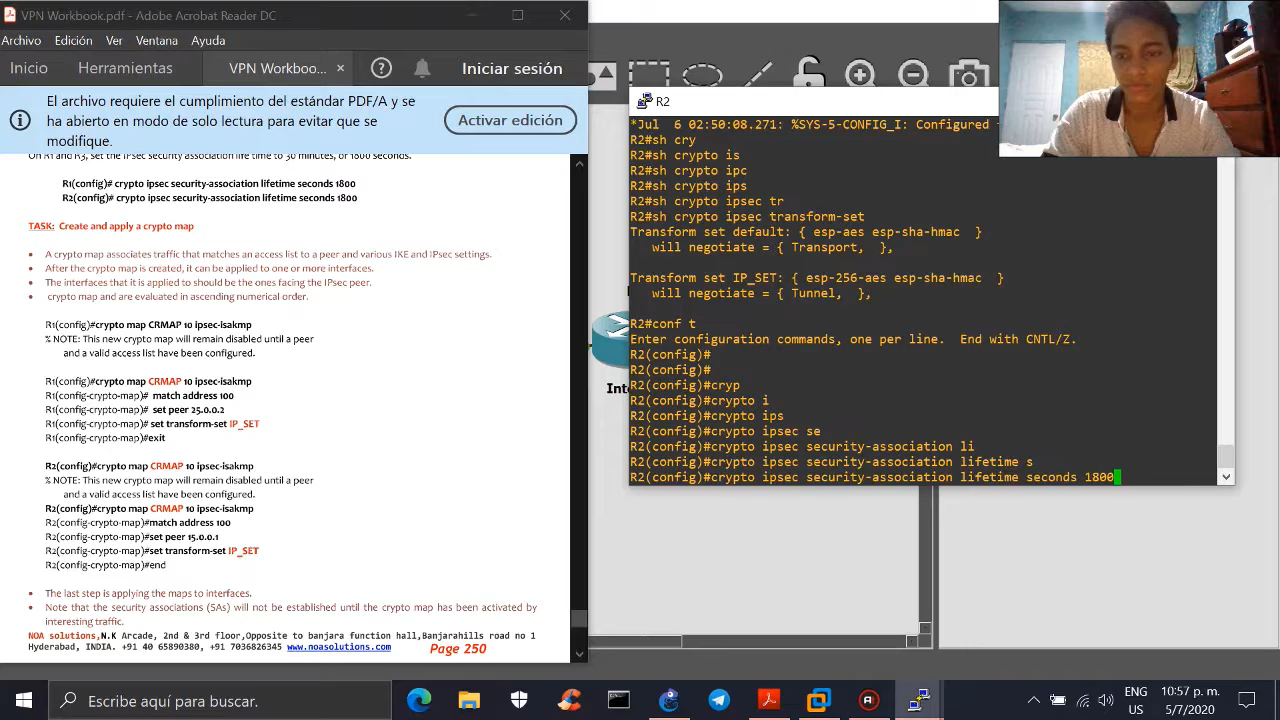 VPN Workbook.pdf - Adobe Acrobat Reader DC
Archivo Edición Ver Ventana Ayuda
Inicio Herramientas VPN Workboo... Iniciar sesión
El archivo requiere el cumplimiento del estándar PDF/A y se
ha abierto en modo de solo lectura para evitar que se
modifique.
Activar edición
On R1 and R3, set the IPsec security association life time to 30 minutes, or 1800 seconds.
R1(config)# crypto ipsec security-association lifetime seconds 1800
R2(config)# crypto ipsec security-association lifetime seconds 1800
TASK: Create and apply a crypto map
• A crypto map associates traffic that matches an access list to a peer and various IKE and IPsec settings.
• After the crypto map is created, it can be applied to one or more interfaces.
• The interfaces that it is applied to should be the ones facing the IPsec peer.
• crypto map and are evaluated in ascending numerical order.
R1(config)#crypto map CRMAP 10 ipsec-isakmp
% NOTE: This new crypto map will remain disabled until a peer
and a valid access list have been configured.
R1(config)#crypto map CRMAP 10 ipsec-isakmp
R1(config-crypto-map)# match address 100
R1(config-crypto-map)# set peer 25.0.0.2
R1(config-crypto-map)# set transform-set IP_SET
R1(config-crypto-map)#exit
R2(config)#crypto map CRMAP 10 ipsec-isakmp
% NOTE: This new crypto map will remain disabled until a peer
and a valid access list have been configured.
R2(config)#crypto map CRMAP 10 ipsec-isakmp
R2(config-crypto-map)#match address 100
R2(config-crypto-map)#set peer 15.0.0.1
R2(config-crypto-map)#set transform-set IP_SET
R2(config-crypto-map)#end
• The last step is applying the maps to interfaces.
• Note that the security associations (SAs) will not be established until the crypto map has been activated by
interesting traffic.
NOA solutions,N.K Arcade, 2nd & 3rd floor,Opposite to banjara function hall,Banjarahills road no 1
Hyderabad, INDIA. +91 40 65890380, +91 7036826345 www.noasolutions.com
Page 250
R2
*Jul  6 02:50:08.271: %SYS-5-CONFIG_I: Configured
R2#sh cry
R2#sh crypto is
R2#sh crypto ipc
R2#sh crypto ips
R2#sh crypto ipsec tr
R2#sh crypto ipsec transform-set
Transform set default: { esp-aes esp-sha-hmac  }
will negotiate = { Transport,  },
Transform set IP_SET: { esp-256-aes esp-sha-hmac  }
will negotiate = { Tunnel,  },
R2#conf t
Enter configuration commands, one per line.  End with CNTL/Z.
R2(config)#
R2(config)#
R2(config)#cryp
R2(config)#crypto i
R2(config)#crypto ips
R2(config)#crypto ipsec se
R2(config)#crypto ipsec security-association li
R2(config)#crypto ipsec security-association lifetime s
R2(config)#crypto ipsec security-association lifetime seconds 1800
Inte
Escribe aquí para buscar.
ENG
US
10:57 p. m.
5/7/2020